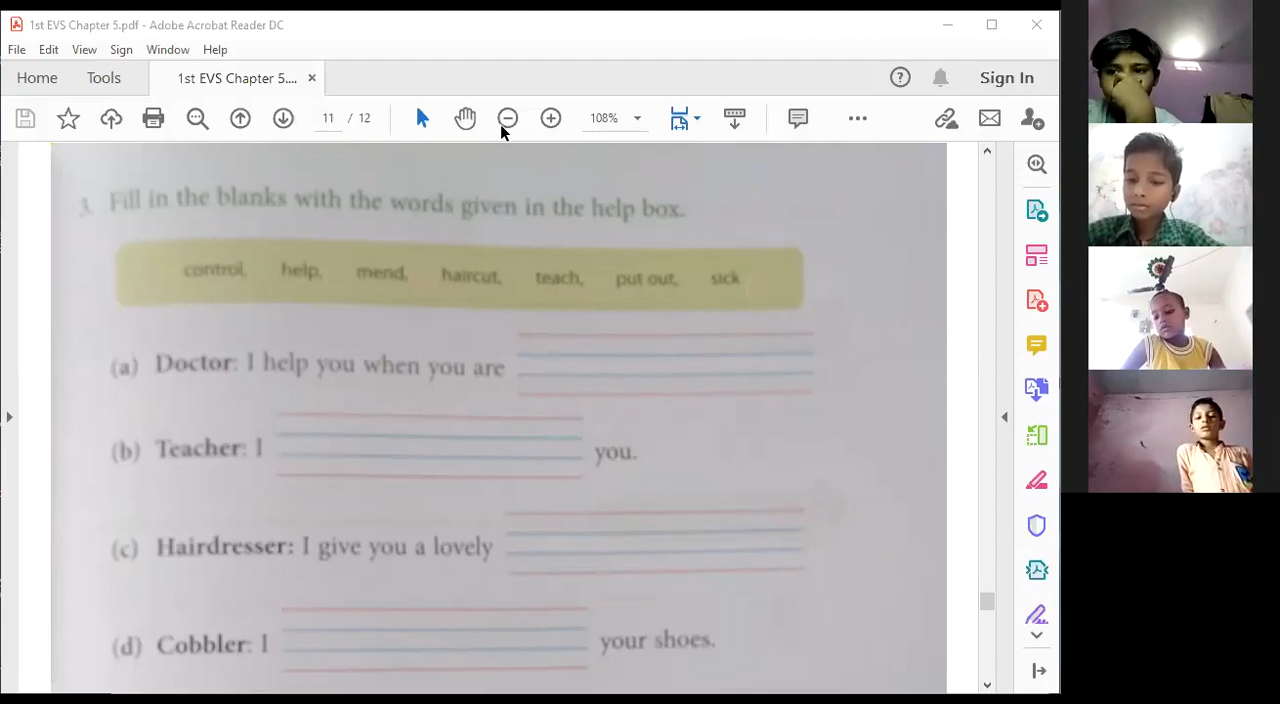 1st EVS Chapter 5.pdf - Adobe Acrobat Reader DC
File Edit View Sign Window Help
Home Tools 1st EVS Chapter 5.... × Sign In
11 / 12 108%
3. Fill in the blanks with the words given in the help box.
control, help, mend, haircut, teach, put out, sick
(a) Doctor: I help you when you are
(b) Teacher: I you.
(c) Hairdresser: I give you a lovely
(d) Cobbler: I your shoes.